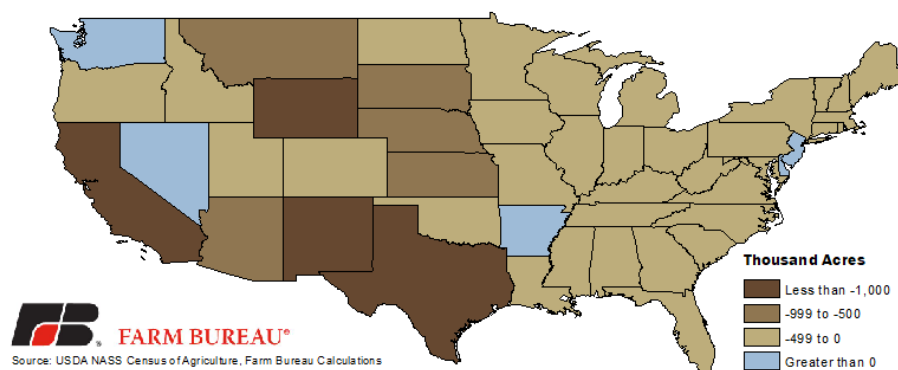 Thousand Acres
Less than -1,000
-999 to -500
-499 to 0
Greater than 0
FB
FARM BUREAU®
Source: USDA NASS Census of Agriculture, Farm Bureau Calculations